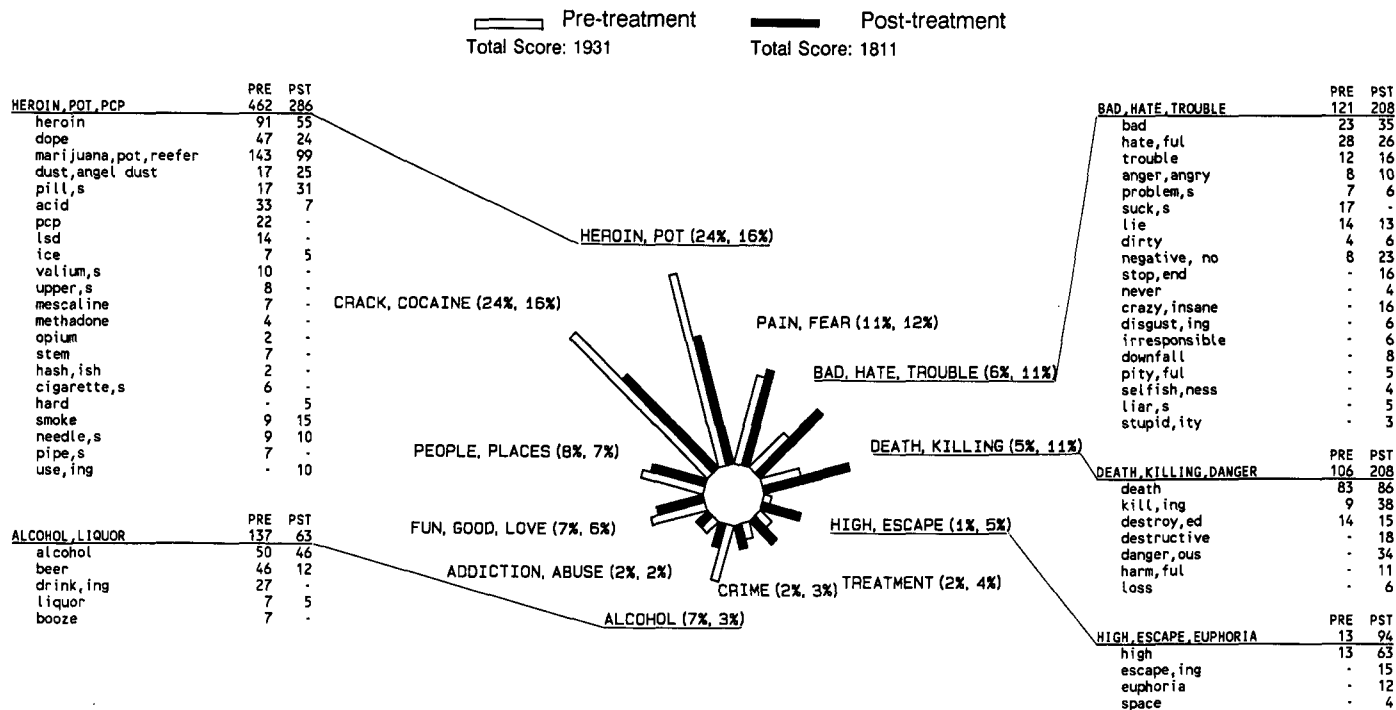 Pre-treatment Post-treatment
Total Score: 1931 Total Score: 1811
PRE PST
HEROIN,POT,PCP 462 286
heroin 91 55
dope 47 24
marijuana,pot,reefer 143 99
dust,angel dust 17 25
pill,s 17 31
acid 33 7
pcp 22 -
lsd 14 -
ice 7 5
valium,s 10 -
upper,s 8 -
mescaline 7 -
methadone 4 -
opium 2 -
stem 7 -
hash,ish 2 -
cigarette,s 6 -
hard - 5
smoke 9 15
needle,s 9 10
pipe,s 7 -
use,ing - 10
PRE PST
ALCOHOL,LIQUOR 137 63
alcohol 50 46
beer 46 12
drink,ing 27 -
liquor 7 5
booze 7 -
HEROIN, POT (24%, 16%)
CRACK, COCAINE (24%, 16%)
PAIN, FEAR (11%, 12%)
BAD, HATE, TROUBLE (6%, 11%)
PEOPLE, PLACES (8%, 7%)
DEATH, KILLING (5%, 11%)
FUN, GOOD, LOVE (7%, 6%)
HIGH, ESCAPE (1%, 5%)
ADDICTION, ABUSE (2%, 2%)
CRIME (2%, 3%)
TREATMENT (2%, 4%)
ALCOHOL (7%, 3%)
PRE PST
BAD,HATE,TROUBLE 121 208
bad 23 35
hate,ful 28 26
trouble 12 16
anger,angry 8 10
problem,s 7 6
suck,s 17 -
lie 14 13
dirty 4 6
negative, no 8 23
stop,end - 16
never - 4
crazy,insane - 16
disgust,ing - 6
irresponsible - 6
downfall - 8
pity,ful - 5
selfish,ness - 4
liar,s - 5
stupid,ity - 3
PRE PST
DEATH,KILLING,DANGER 106 208
death 83 86
kill,ing 9 38
destroy,ed 14 15
destructive - 18
danger,ous - 34
harm,ful - 11
loss - 6
PRE PST
HIGH,ESCAPE,EUPHORIA 13 94
high 13 63
escape,ing - 15
euphoria - 12
space - 4